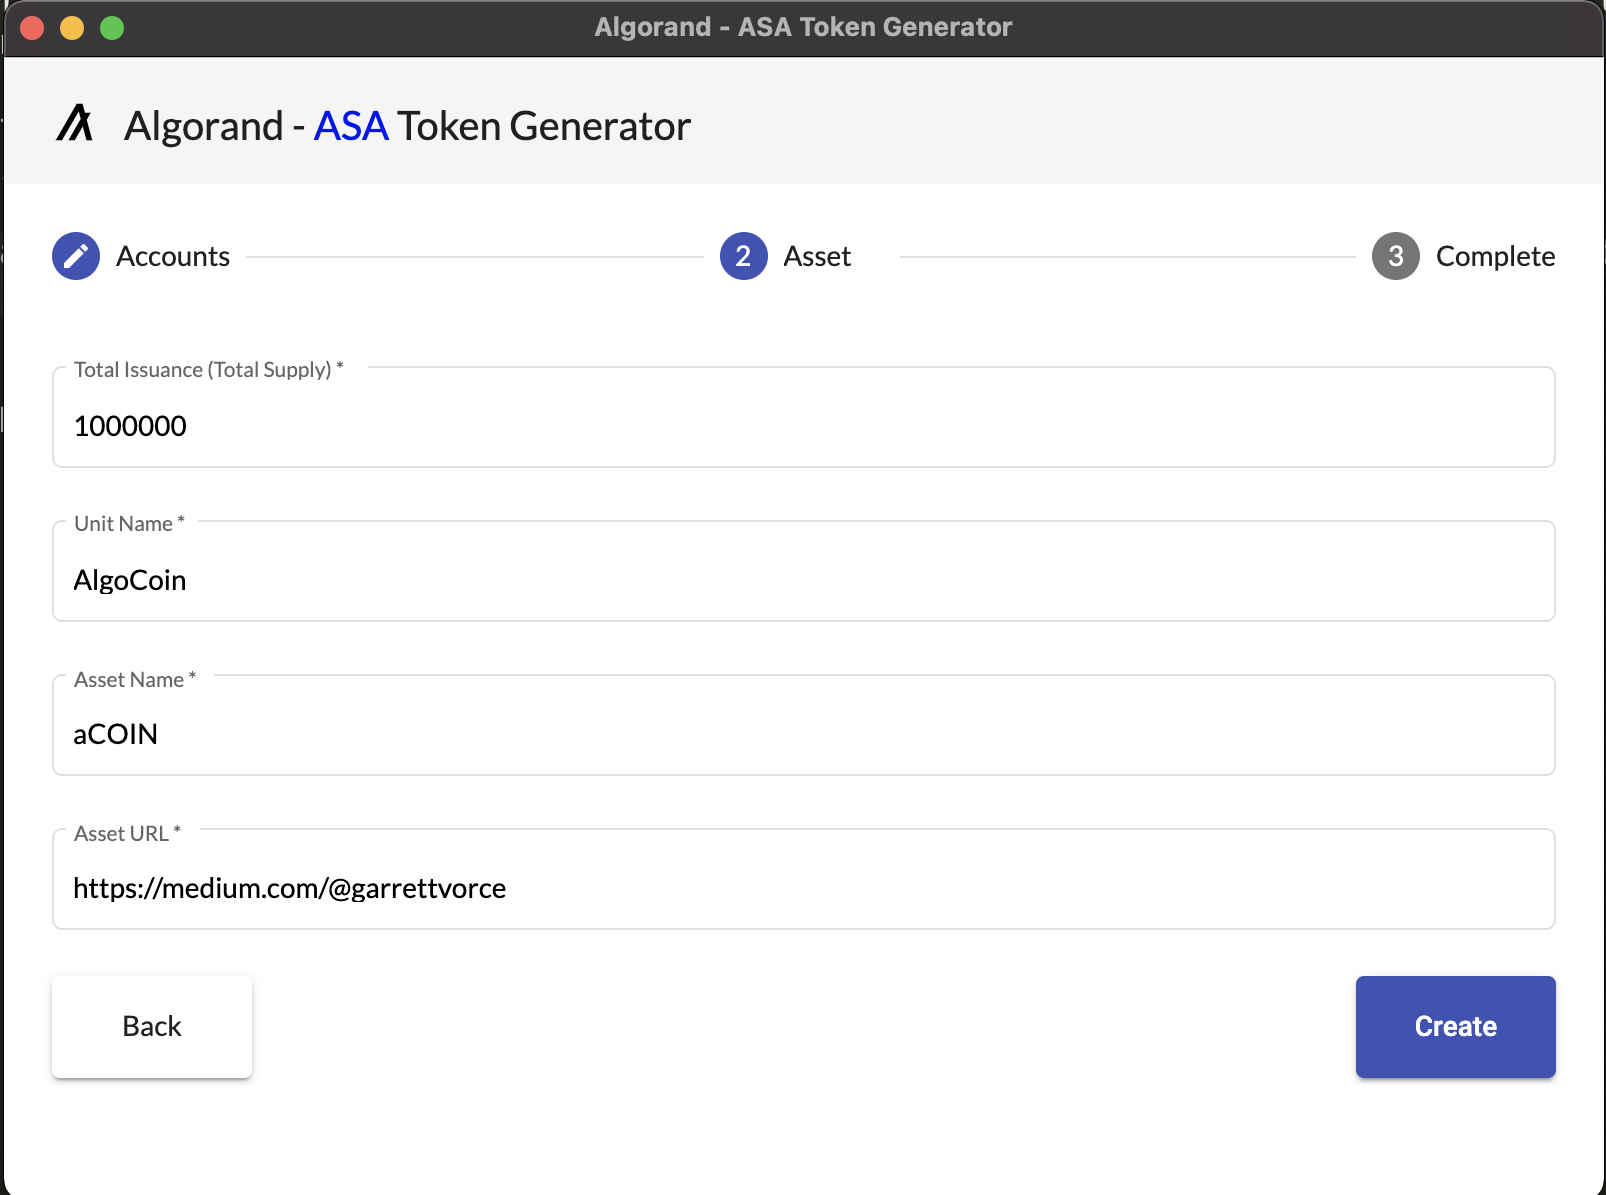 Algorand - ASA Token Generator
Algorand - ASA Token Generator
Accounts
2 Asset
3 Complete
Total Issuance (Total Supply) *
1000000
Unit Name *
AlgoCoin
Asset Name *
aCOIN
Asset URL *
https://medium.com/@garrettvorce
Back
Create